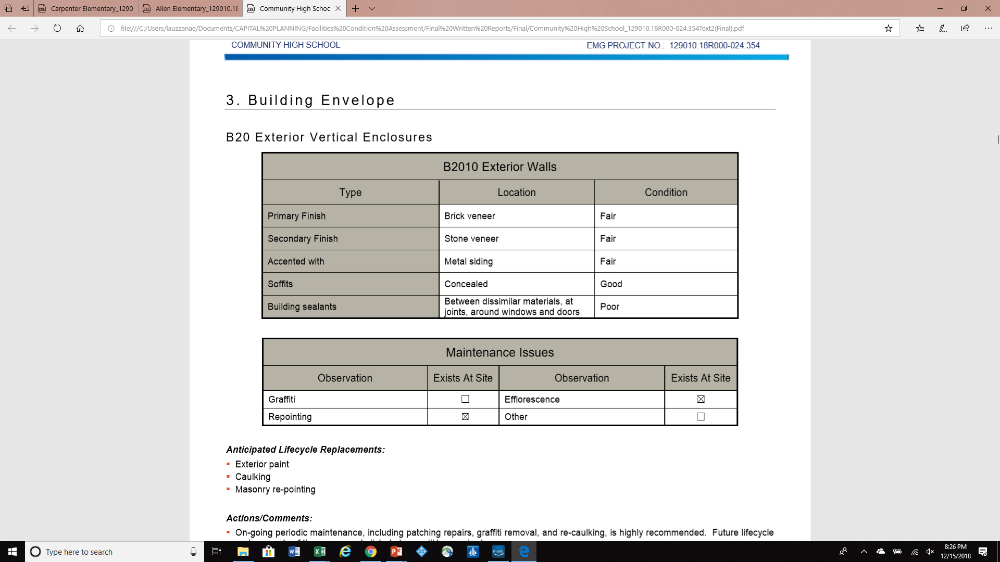 Carpenter Elementary_1290
Allen Elementary_129010.18
Community High Schoc
file:///C:/Users/lauzzanae/Documents/CAPITAL%20PLANNING/Facilities%20Condition%20Assessment/Final%20Written%20Reports/Final/Community%20High%20School_129010.18R000-024.354Text2(Final).pdf
COMMUNITY HIGH SCHOOL EMG PROJECT NO.: 129010.18R000-024.354
3. Building Envelope
B20 Exterior Vertical Enclosures
B2010 Exterior Walls
Type Location Condition
Primary Finish Brick veneer Fair
Secondary Finish Stone veneer Fair
Accented with Metal siding Fair
Soffits Concealed Good
Building sealants Between dissimilar materials, at joints, around windows and doors Poor
Maintenance Issues
Observation Exists At Site Observation Exists At Site
Graffiti ☐ Efflorescence ☒
Repointing ☒ Other ☐
Anticipated Lifecycle Replacements:
▪ Exterior paint
▪ Caulking
▪ Masonry re-pointing
Actions/Comments:
▪ On-going periodic maintenance, including patching repairs, graffiti removal, and re-caulking, is highly recommended. Future lifecycle
Type here to search
music
8:26 PM
12/15/2018